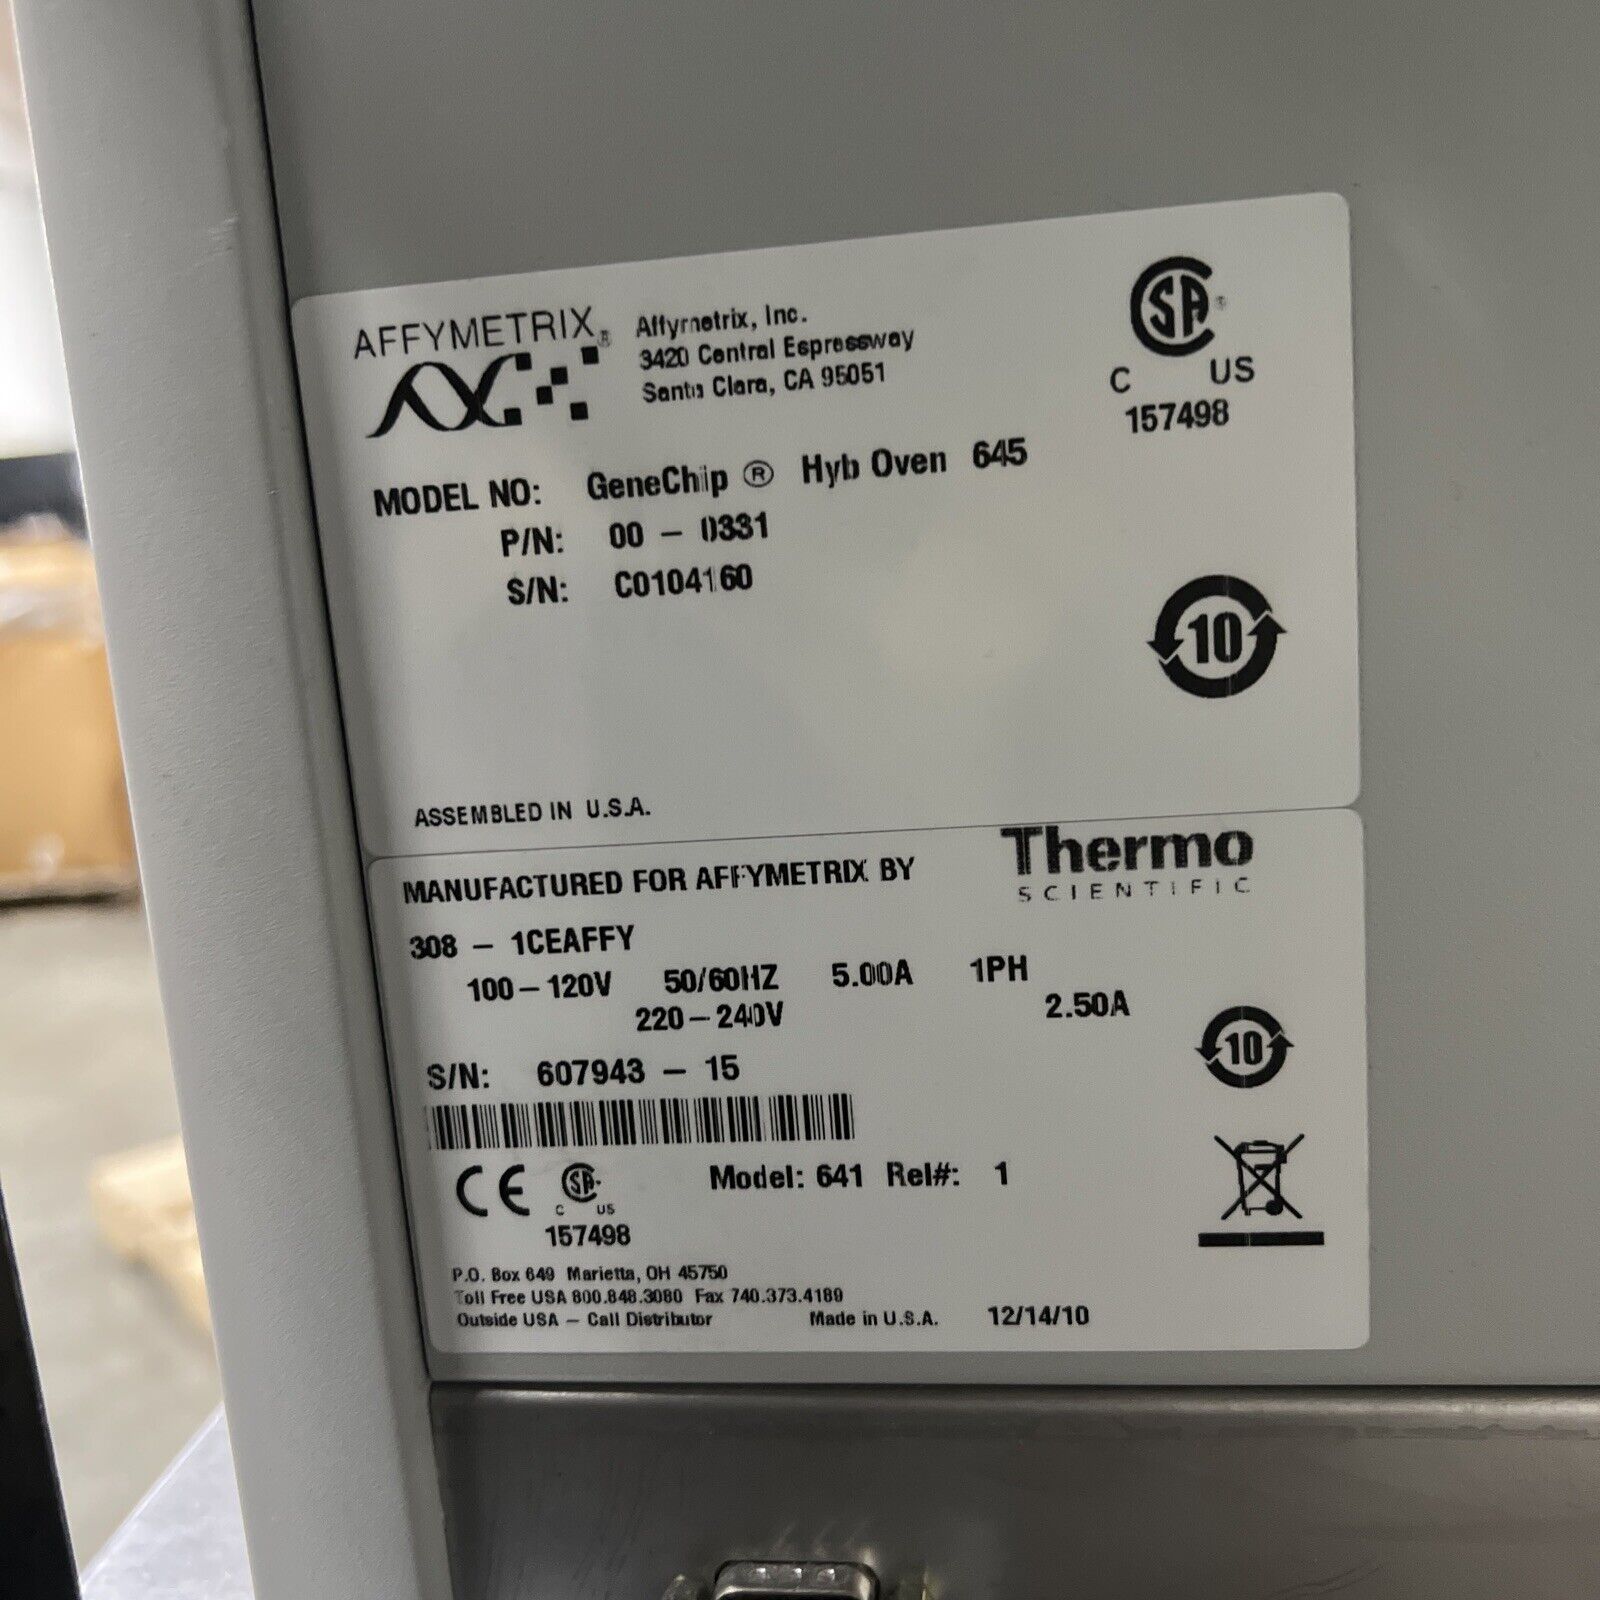 AFFYMETRIX®
Affymetrix, Inc.
3420 Central Espressway
Santa Clara, CA 95051
SA®
C US
157498
MODEL NO: GeneChip ® Hyb Oven 645
P/N: 00 - 0331
S/N: C0104160
10
ASSEMBLED IN U.S.A.
MANUFACTURED FOR AFFYMETRIX BY
Thermo
SCIENTIFIC
308 - 1CEAFFY
100-120V 50/60HZ 5.00A 1PH
220-240V 2.50A
S/N: 607943 - 15
10
CE SA C US
157498
Model: 641 Rel#: 1
P.O. Box 649 Marietta, OH 45750
Toll Free USA 800.848.3080 Fax 740.373.4189
Outside USA - Call Distributor Made in U.S.A. 12/14/10